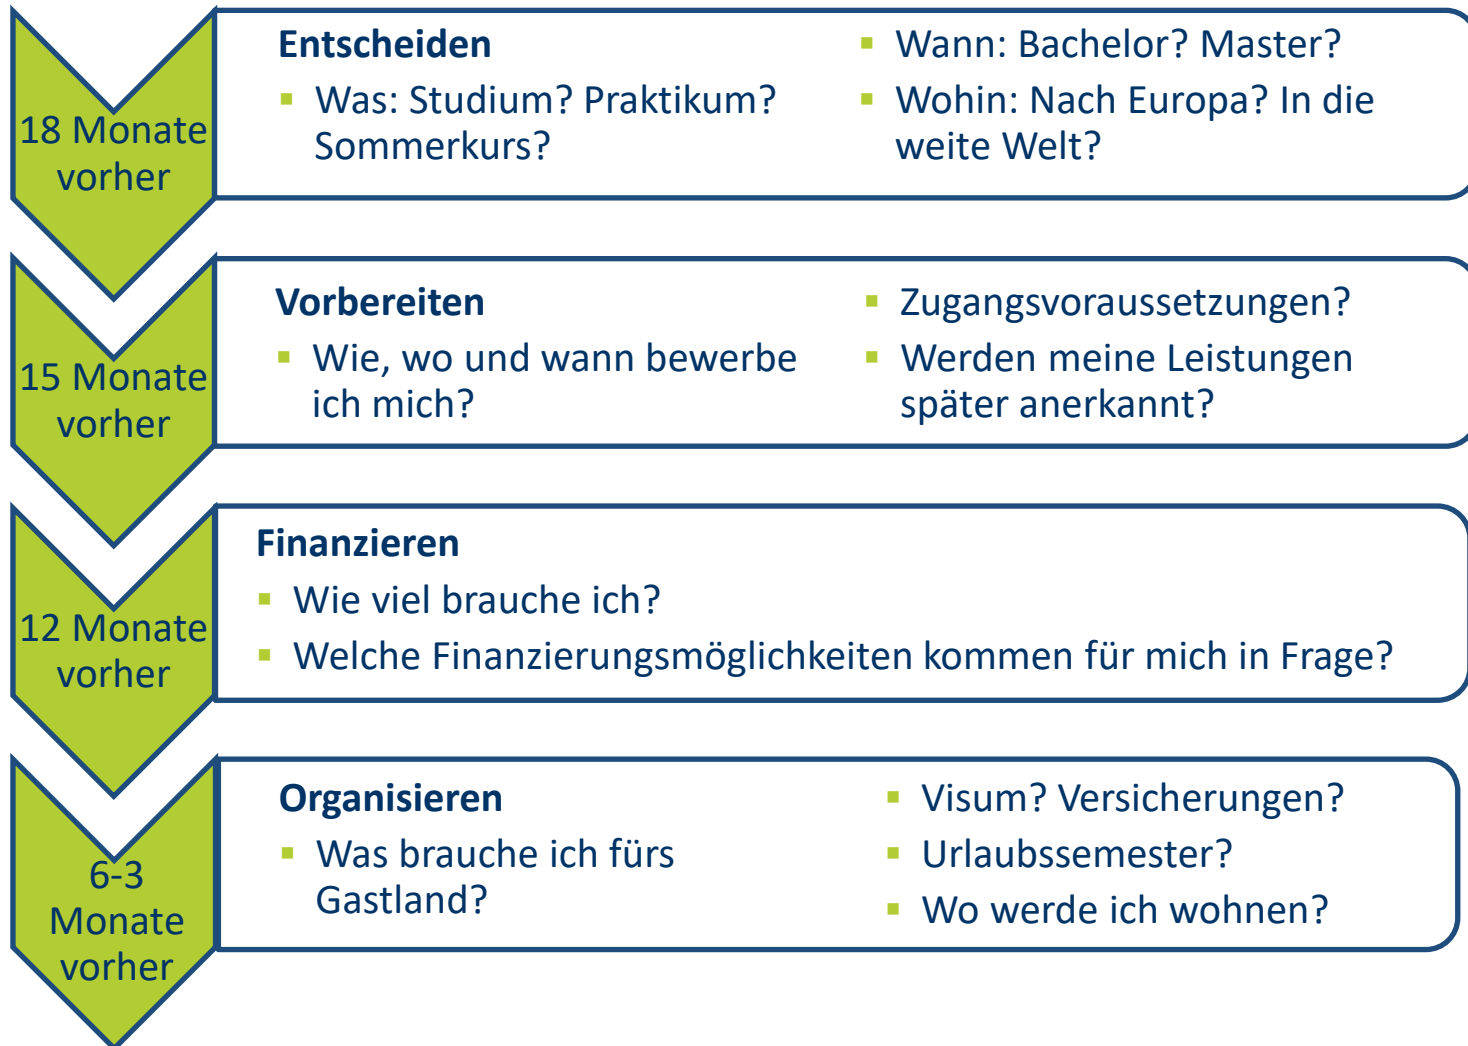 18 Monate
vorher
Entscheiden
Was: Studium? Praktikum?
Sommerkurs?
Wann: Bachelor? Master?
Wohin: Nach Europa? In die
weite Welt?
15 Monate
vorher
Vorbereiten
Wie, wo und wann bewerbe
ich mich?
Zugangsvoraussetzungen?
Werden meine Leistungen
später anerkannt?
12 Monate
vorher
Finanzieren
Wie viel brauche ich?
Welche Finanzierungsmöglichkeiten kommen für mich in Frage?
6-3
Monate
vorher
Organisieren
Was brauche ich fürs
Gastland?
Visum? Versicherungen?
Urlaubssemester?
Wo werde ich wohnen?